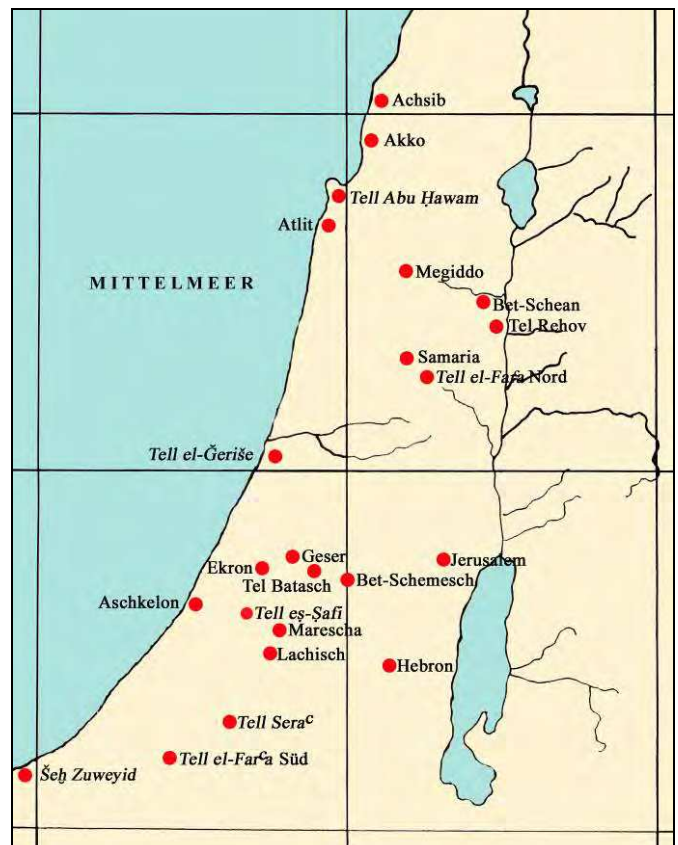 Achsib
Akko
Tell Abu Ḥawam
Atlit
Megiddo
MITTELMEER
Bet-Schean
Tel Rehov
Samaria
Tell el-Farʿa Nord
Tell el-Ǧeriše
Geser
Jerusalem
Ekron
Tel Batasch
Bet-Schemesch
Aschkelon
Tell eṣ-Ṣafi
Marescha
Lachisch
Hebron
Tell Seraᶜ
Tell el-Farᶜa Süd
Šeḫ Zuweyid